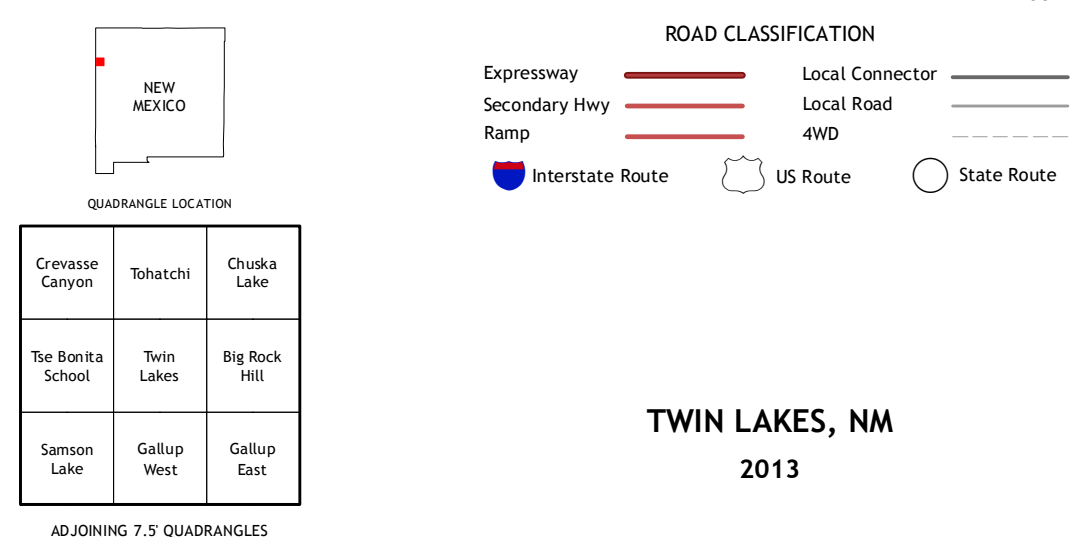 NEW
MEXICO
QUADRANGLE LOCATION
Crevasse
Canyon
Tohatchi
Chuska
Lake
Tse Bonita
School
Twin
Lakes
Big Rock
Hill
Samson
Lake
Gallup
West
Gallup
East
ADJOINING 7.5' QUADRANGLES
ROAD CLASSIFICATION
Expressway
Local Connector
Secondary Hwy
Local Road
Ramp
4WD
Interstate Route
US Route
State Route
TWIN LAKES, NM
2013